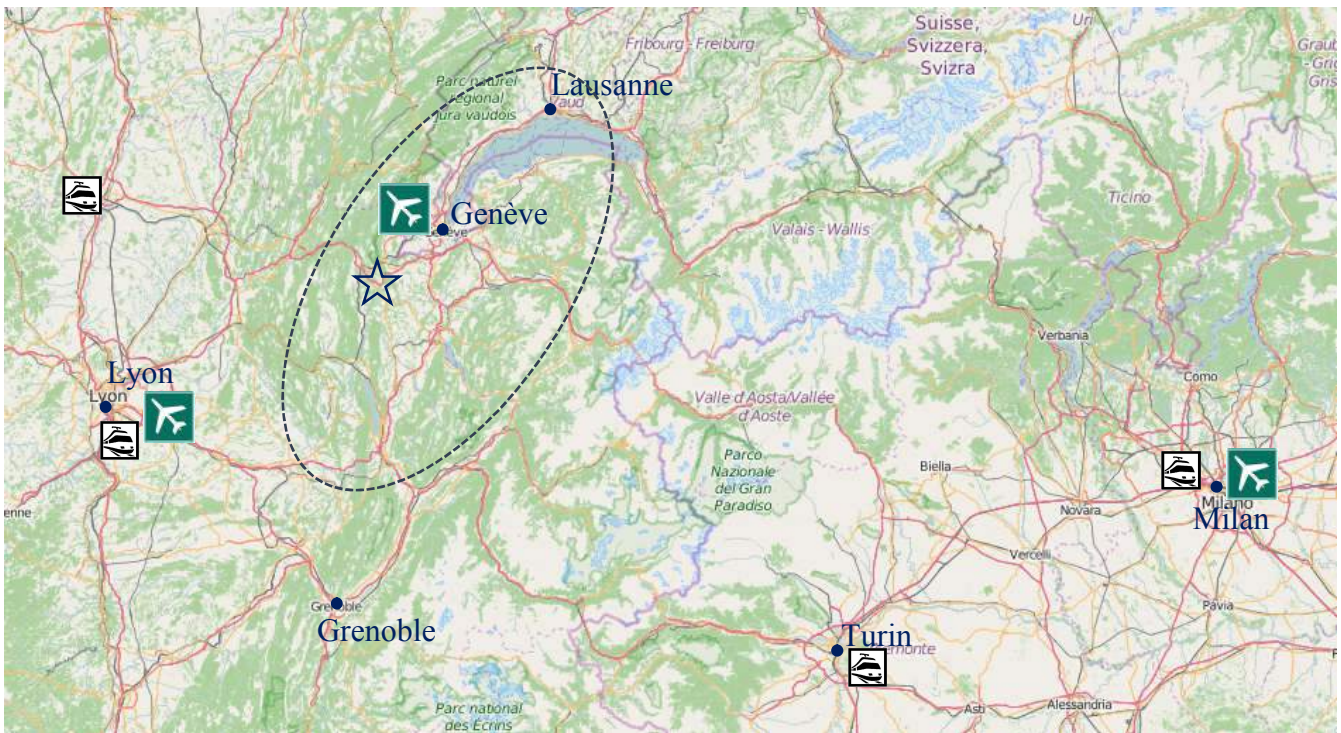 Suisse,
Svizzera,
Svizra
Uri
Fribourg - Freiburg
Parc naturel
régional
jura vaudois
Lausanne
Vaud
Genève
Valais - Wallis
Ticino
Verbania
Como
Lyon
Lyon
Valle d'Aosta/Vallée
d'Aoste
Parco
Nazionale
del Gran
Paradiso
Biella
Novara
Milano
Milan
Vercelli
Pavia
Grenoble
Grenoble
Turin
Parc national
des Écrins
Asti
Alessandria